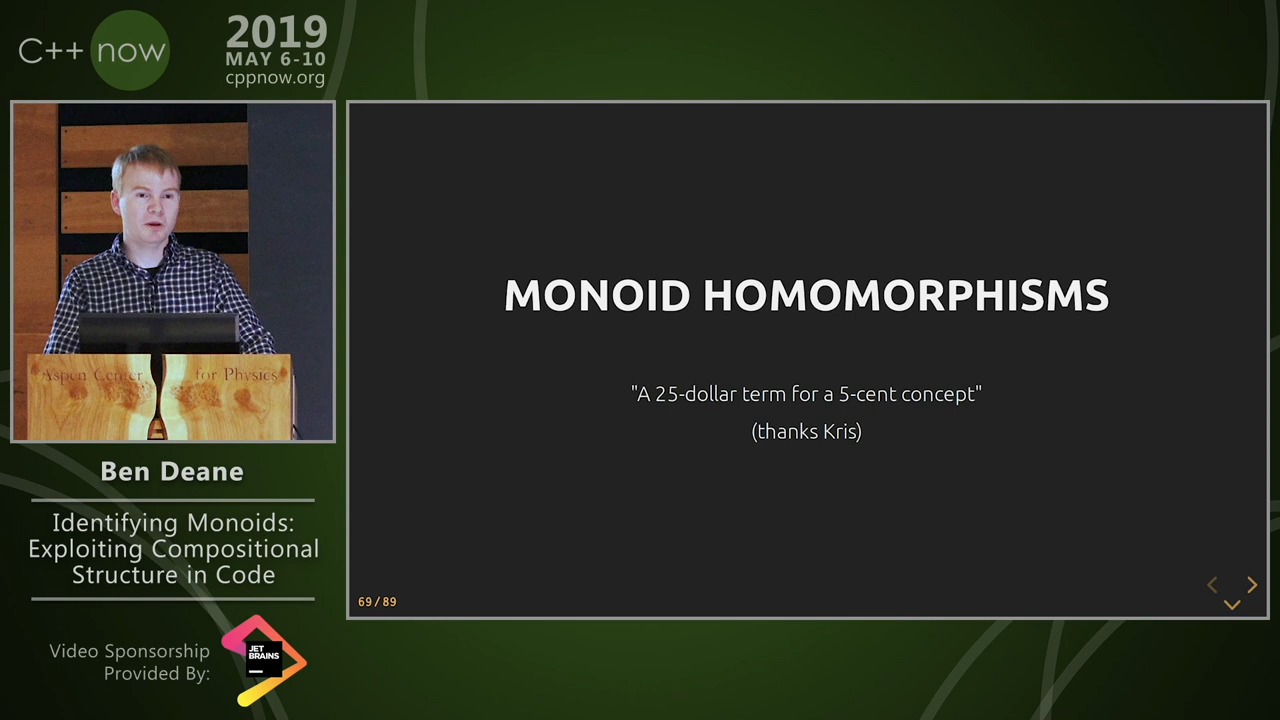 C++ now
2019
MAY 6-10
cppnow.org
Aspen Center for Physics
MONOID HOMOMORPHISMS
"A 25-dollar term for a 5-cent concept"
(thanks Kris)
69/89
Ben Deane
Identifying Monoids:
Exploiting Compositional
Structure in Code
Video Sponsorship
Provided By:
JET
BRAINS